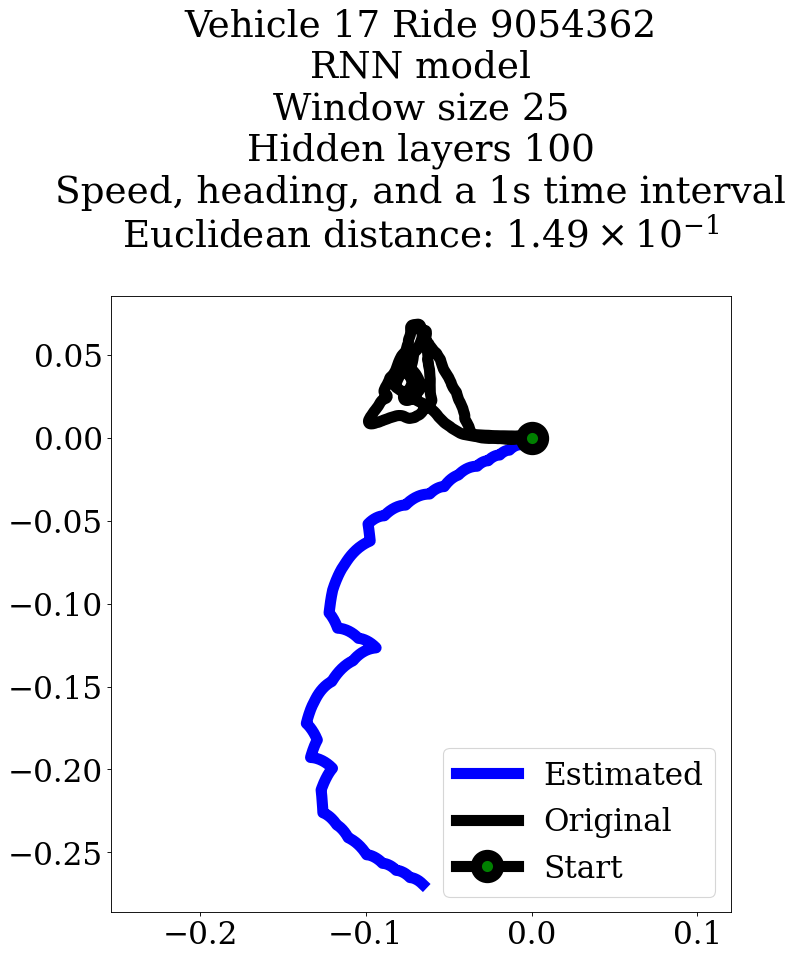 Vehicle 17 Ride 9054362
RNN model
Window size 25
Hidden layers 100
Speed, heading, and a 1s time interval
Euclidean distance: 1.49 × 10⁻¹
0.05
0.00
−0.05
−0.10
−0.15
−0.20
−0.25
Estimated
Original
Start
−0.2 −0.1 0.0 0.1